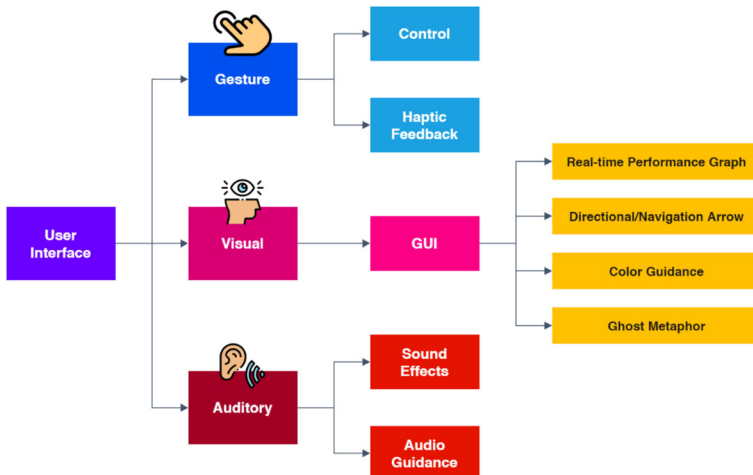 Control
Gesture
Haptic
Feedback
Real-time Performance Graph
Directional/Navigation Arrow
User
Interface
Visual
GUI
Color Guidance
Ghost Metaphor
Sound
Effects
Auditory
Audio
Guidance